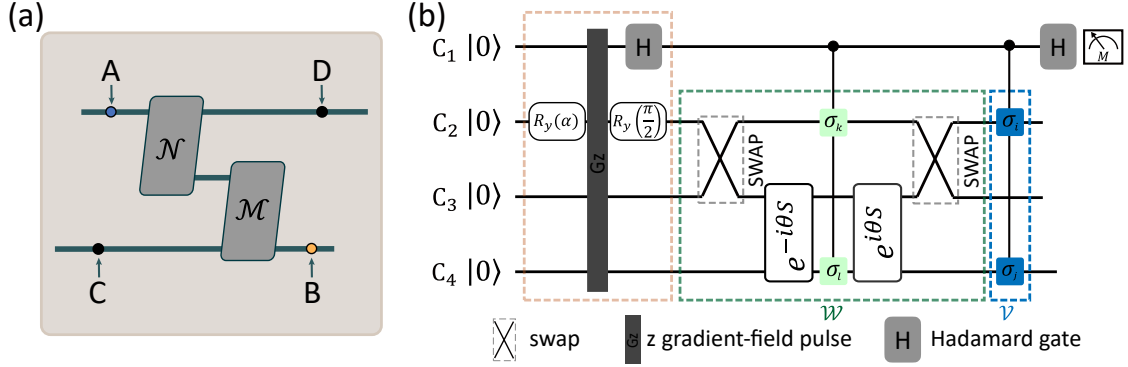 (a)
A
D
𝒩
ℳ
C
B
(b)
C₁ |0⟩
H
H
M
C₂ |0⟩
R_y(α)
R_y(π/2)
σ_k
σ_i
SWAP
SWAP
Gz
C₃ |0⟩
e^{-iθS}
e^{iθS}
C₄ |0⟩
σ_l
σ_j
𝒲
𝒱
swap
Gz
z gradient-field pulse
H
Hadamard gate